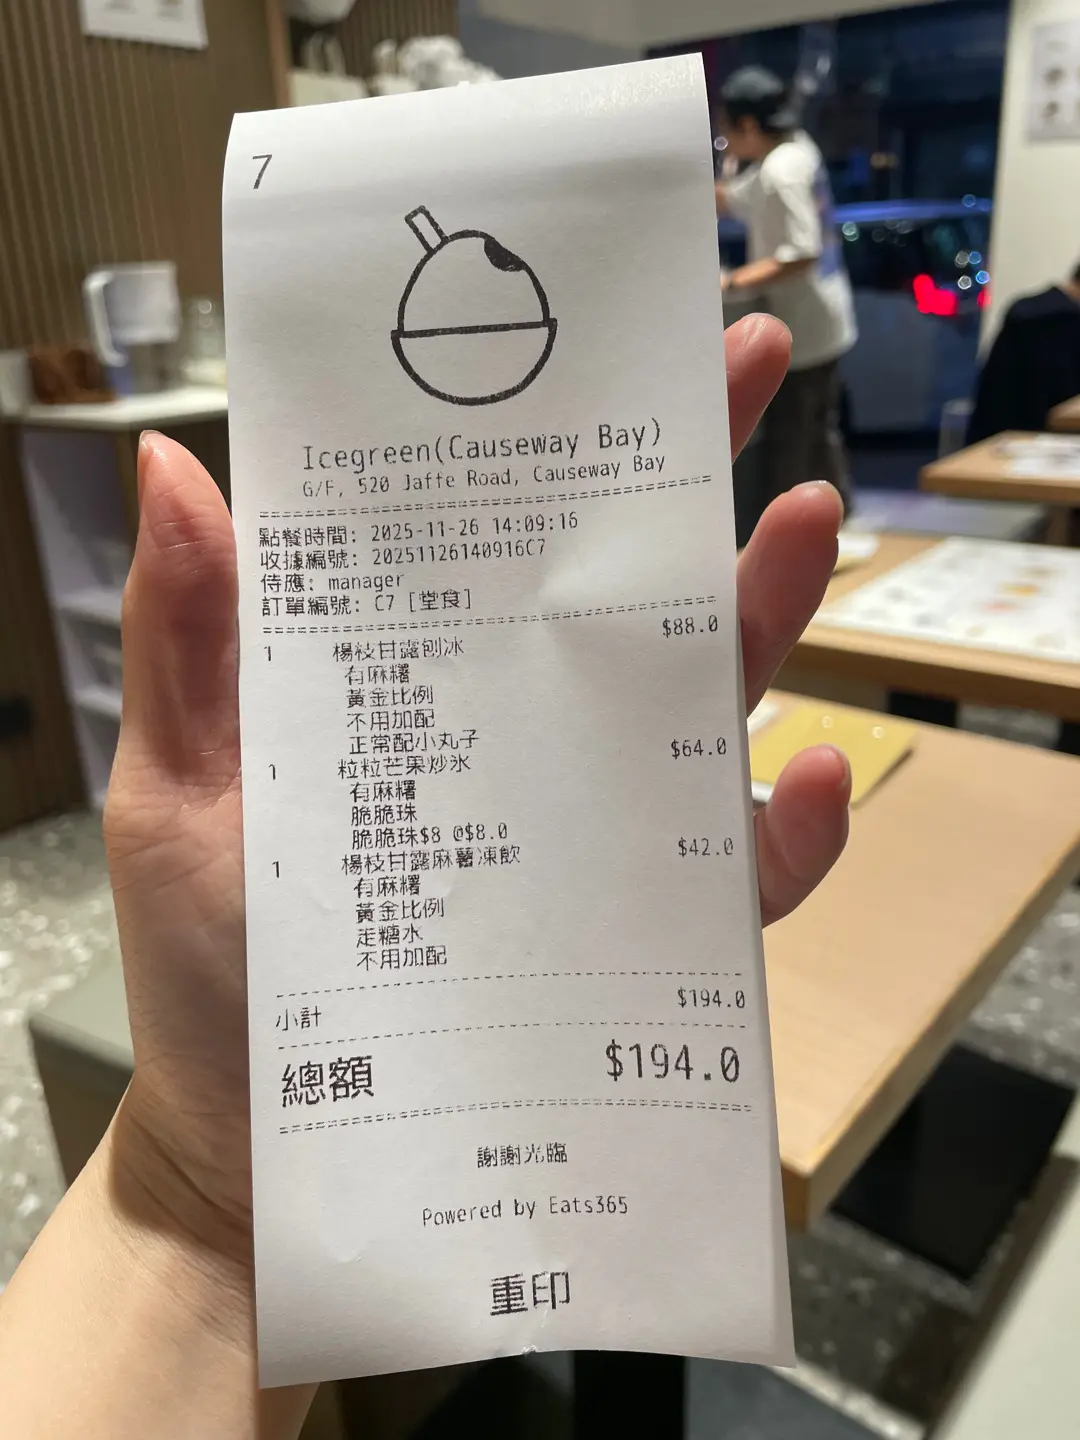 7
Icegreen(Causeway Bay)
G/F, 520 Jaffe Road, Causeway Bay
點餐時間: 2025-11-26 14:09:16
收據編號: 20251126140916C7
侍應: manager
訂單編號: C7 [堂食]
1 楊枝甘露刨冰 $88.0
有麻糬
黃金比例
不用加配
正常配小丸子
1 粒粒芒果炒氷 $64.0
有麻糬
脆脆珠
脆脆珠$8 @$8.0
1 楊枝甘露麻薯凍飲 $42.0
有麻糬
黃金比例
走糖水
不用加配
小計 $194.0
總額 $194.0
謝謝光臨
Powered by Eats365
重印